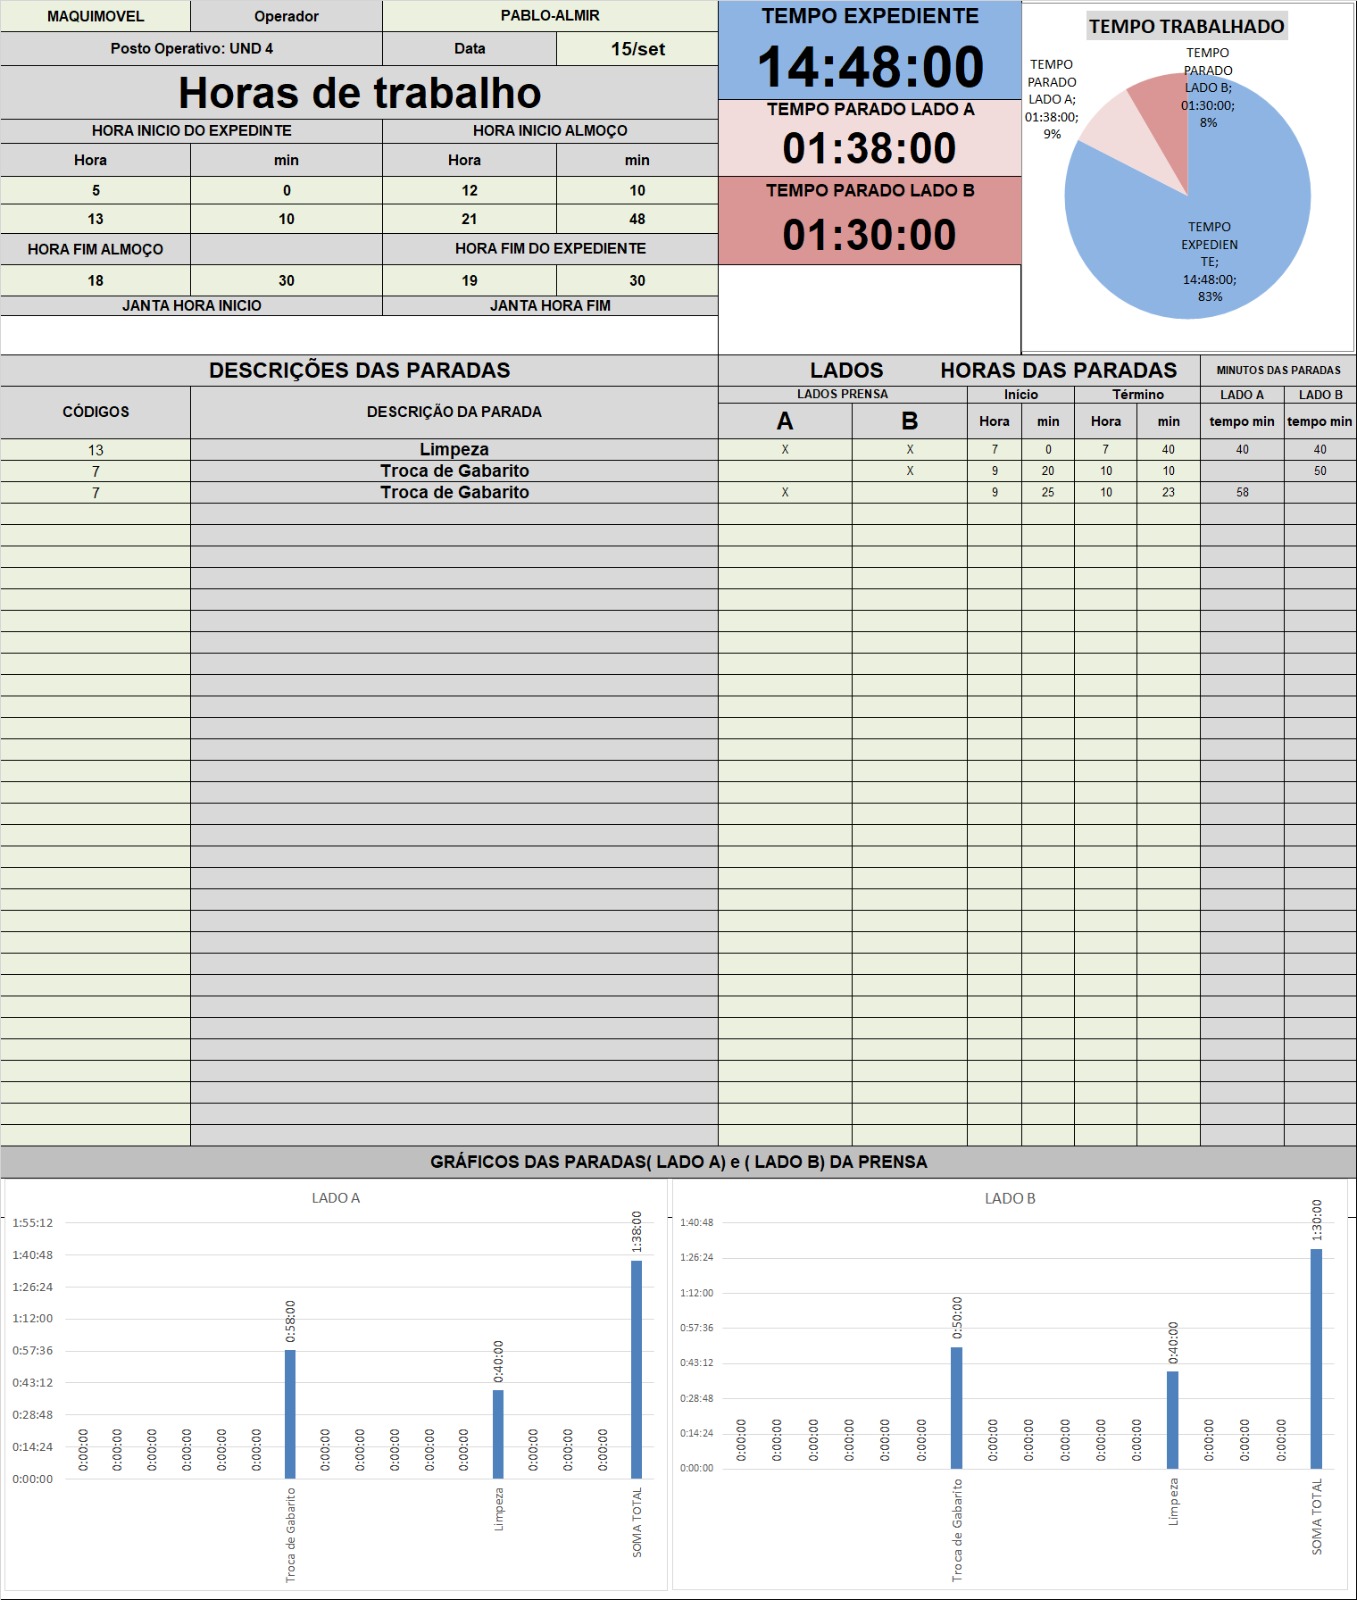 MAQUIMOVEL Operador PABLO-ALMIR
Posto Operativo: UND 4 Data 15/set
Horas de trabalho
HORA INICIO DO EXPEDINTE HORA INICIO ALMOÇO
Hora min Hora min
5 0 12 10
13 10 21 48
HORA FIM ALMOÇO HORA FIM DO EXPEDIENTE
18 30 19 30
JANTA HORA INICIO JANTA HORA FIM
TEMPO EXPEDIENTE
14:48:00
TEMPO PARADO LADO A
01:38:00
TEMPO PARADO LADO B
01:30:00
TEMPO TRABALHADO
TEMPO
PARADO
LADO A;
01:38:00;
9%
TEMPO
PARADO
LADO B;
01:30:00;
8%
TEMPO
EXPEDIEN
TE;
14:48:00;
83%
DESCRIÇÕES DAS PARADAS LADOS HORAS DAS PARADAS MINUTOS DAS PARADAS
CÓDIGOS DESCRIÇÃO DA PARADA LADOS PRENSA Início Término LADO A LADO B
A B Hora min Hora min tempo min tempo min
13 Limpeza X X 7 0 7 40 40 40
7 Troca de Gabarito X 9 20 10 10 50
7 Troca de Gabarito X 9 25 10 23 58
GRÁFICOS DAS PARADAS( LADO A) e ( LADO B) DA PRENSA
LADO A
1:55:12
1:40:48
1:26:24
1:12:00
0:57:36
0:43:12
0:28:48
0:14:24
0:00:00
0:00:00 0:00:00 0:00:00 0:00:00 0:00:00 0:00:00 0:58:00 0:00:00 0:00:00 0:00:00 0:00:00 0:00:00 0:40:00 0:00:00 0:00:00 0:00:00 1:38:00
Troca de Gabarito Limpeza SOMA TOTAL
LADO B
1:40:48
1:26:24
1:12:00
0:57:36
0:43:12
0:28:48
0:14:24
0:00:00
0:00:00 0:00:00 0:00:00 0:00:00 0:00:00 0:00:00 0:50:00 0:00:00 0:00:00 0:00:00 0:00:00 0:00:00 0:40:00 0:00:00 0:00:00 0:00:00 1:30:00
Troca de Gabarito Limpeza SOMA TOTAL